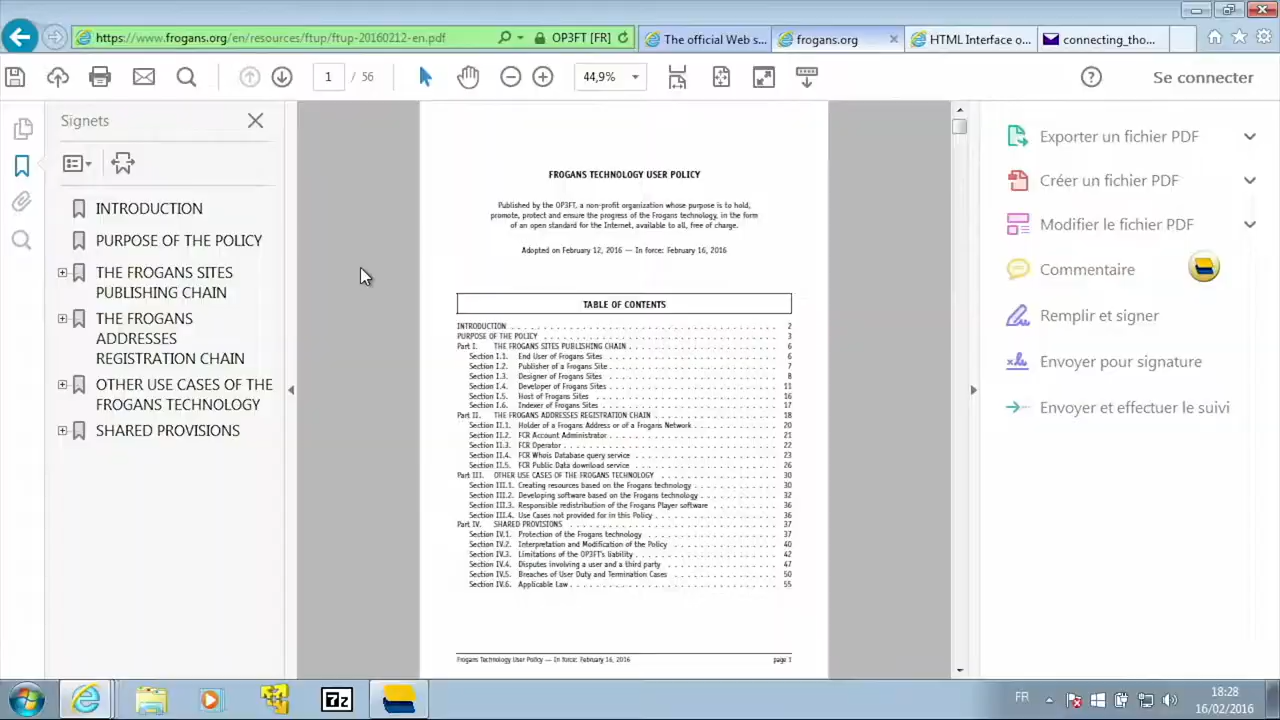 https://www.frogans.org/en/resources/ftup/ftup-20160212-en.pdf
OP3FT [FR]
The official Web s...
frogans.org
HTML Interface o...
connecting_tho...
1 / 56
44,9%
Se connecter
Signets
INTRODUCTION
PURPOSE OF THE POLICY
THE FROGANS SITES
PUBLISHING CHAIN
THE FROGANS
ADDRESSES
REGISTRATION CHAIN
OTHER USE CASES OF THE
FROGANS TECHNOLOGY
SHARED PROVISIONS
FROGANS TECHNOLOGY USER POLICY
Published by the OP3FT, a non-profit organization whose purpose is to hold,
promote, protect and ensure the progress of the Frogans technology, in the form
of an open standard for the Internet, available to all, free of charge.
Adopted on February 12, 2016 — In force: February 16, 2016
TABLE OF CONTENTS
INTRODUCTION 2
PURPOSE OF THE POLICY 3
Part I. THE FROGANS SITES PUBLISHING CHAIN 6
Section I.1. End User of Frogans Sites 6
Section I.2. Publisher of a Frogans Site 7
Section I.3. Designer of Frogans Sites 8
Section I.4. Developer of Frogans Sites 11
Section I.5. Host of Frogans Sites 16
Section I.6. Indexer of Frogans Sites 17
Part II. THE FROGANS ADDRESSES REGISTRATION CHAIN 18
Section II.1. Holder of a Frogans Address or of a Frogans Network 20
Section II.2. FCR Account Administrator 21
Section II.3. FCR Operator 22
Section II.4. FCR Whois Database query service 23
Section II.5. FCR Public Data download service 26
Part III. OTHER USE CASES OF THE FROGANS TECHNOLOGY 30
Section III.1. Creating resources based on the Frogans technology 30
Section III.2. Developing software based on the Frogans technology 32
Section III.3. Responsible redistribution of the Frogans Player software 36
Section III.4. Use Cases not provided for in this Policy 36
Part IV. SHARED PROVISIONS 37
Section IV.1. Protection of the Frogans technology 37
Section IV.2. Interpretation and Modification of the Policy 40
Section IV.3. Limitations of the OP3FT's liability 42
Section IV.4. Disputes involving a user and a third party 47
Section IV.5. Breaches of User Duty and Termination Cases 50
Section IV.6. Applicable Law 55
Frogans Technology User Policy — In force: February 16, 2016 page 1
Exporter un fichier PDF
Créer un fichier PDF
Modifier le fichier PDF
Commentaire
Remplir et signer
Envoyer pour signature
Envoyer et effectuer le suivi
7z
FR
18:28
16/02/2016